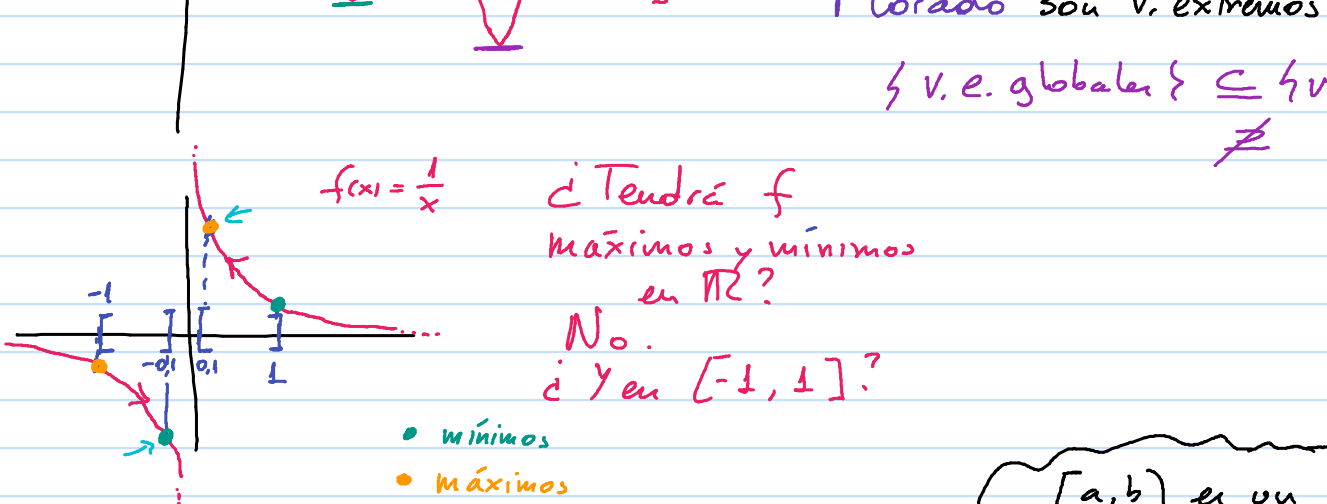 lorado son v. extremos
{ v. e. globales } ⊆ { v
⊉
f(x) = 1/x
¿Tendrá f
máximos y mínimos
en ℝ?
No.
¿Y en [-1, 1]?
-1
-0,1
0,1
1
• mínimos
• máximos
[a, b] es un